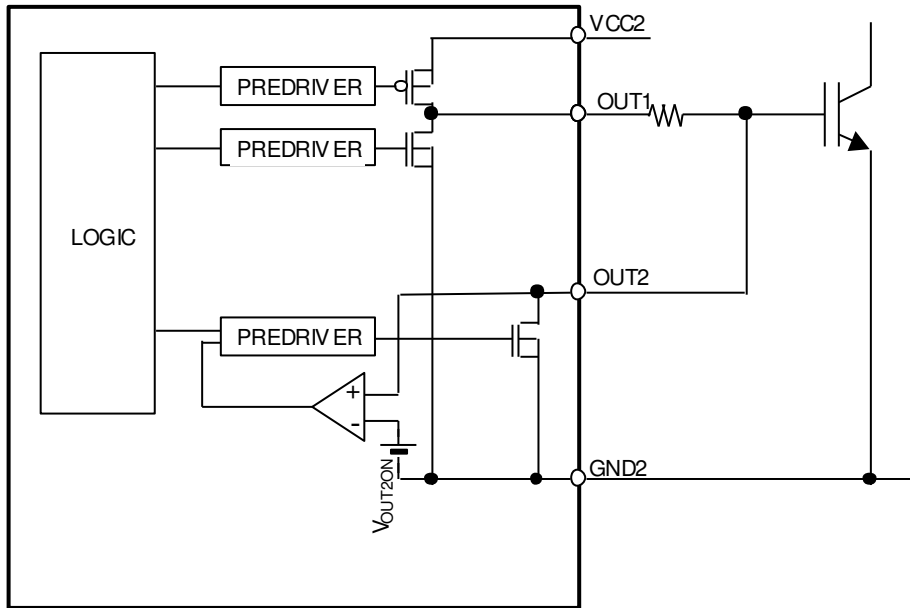 VCC2
PREDRIVER
OUT1
PREDRIVER
LOGIC
OUT2
PREDRIVER
+
-
GND2
VOUT2ON